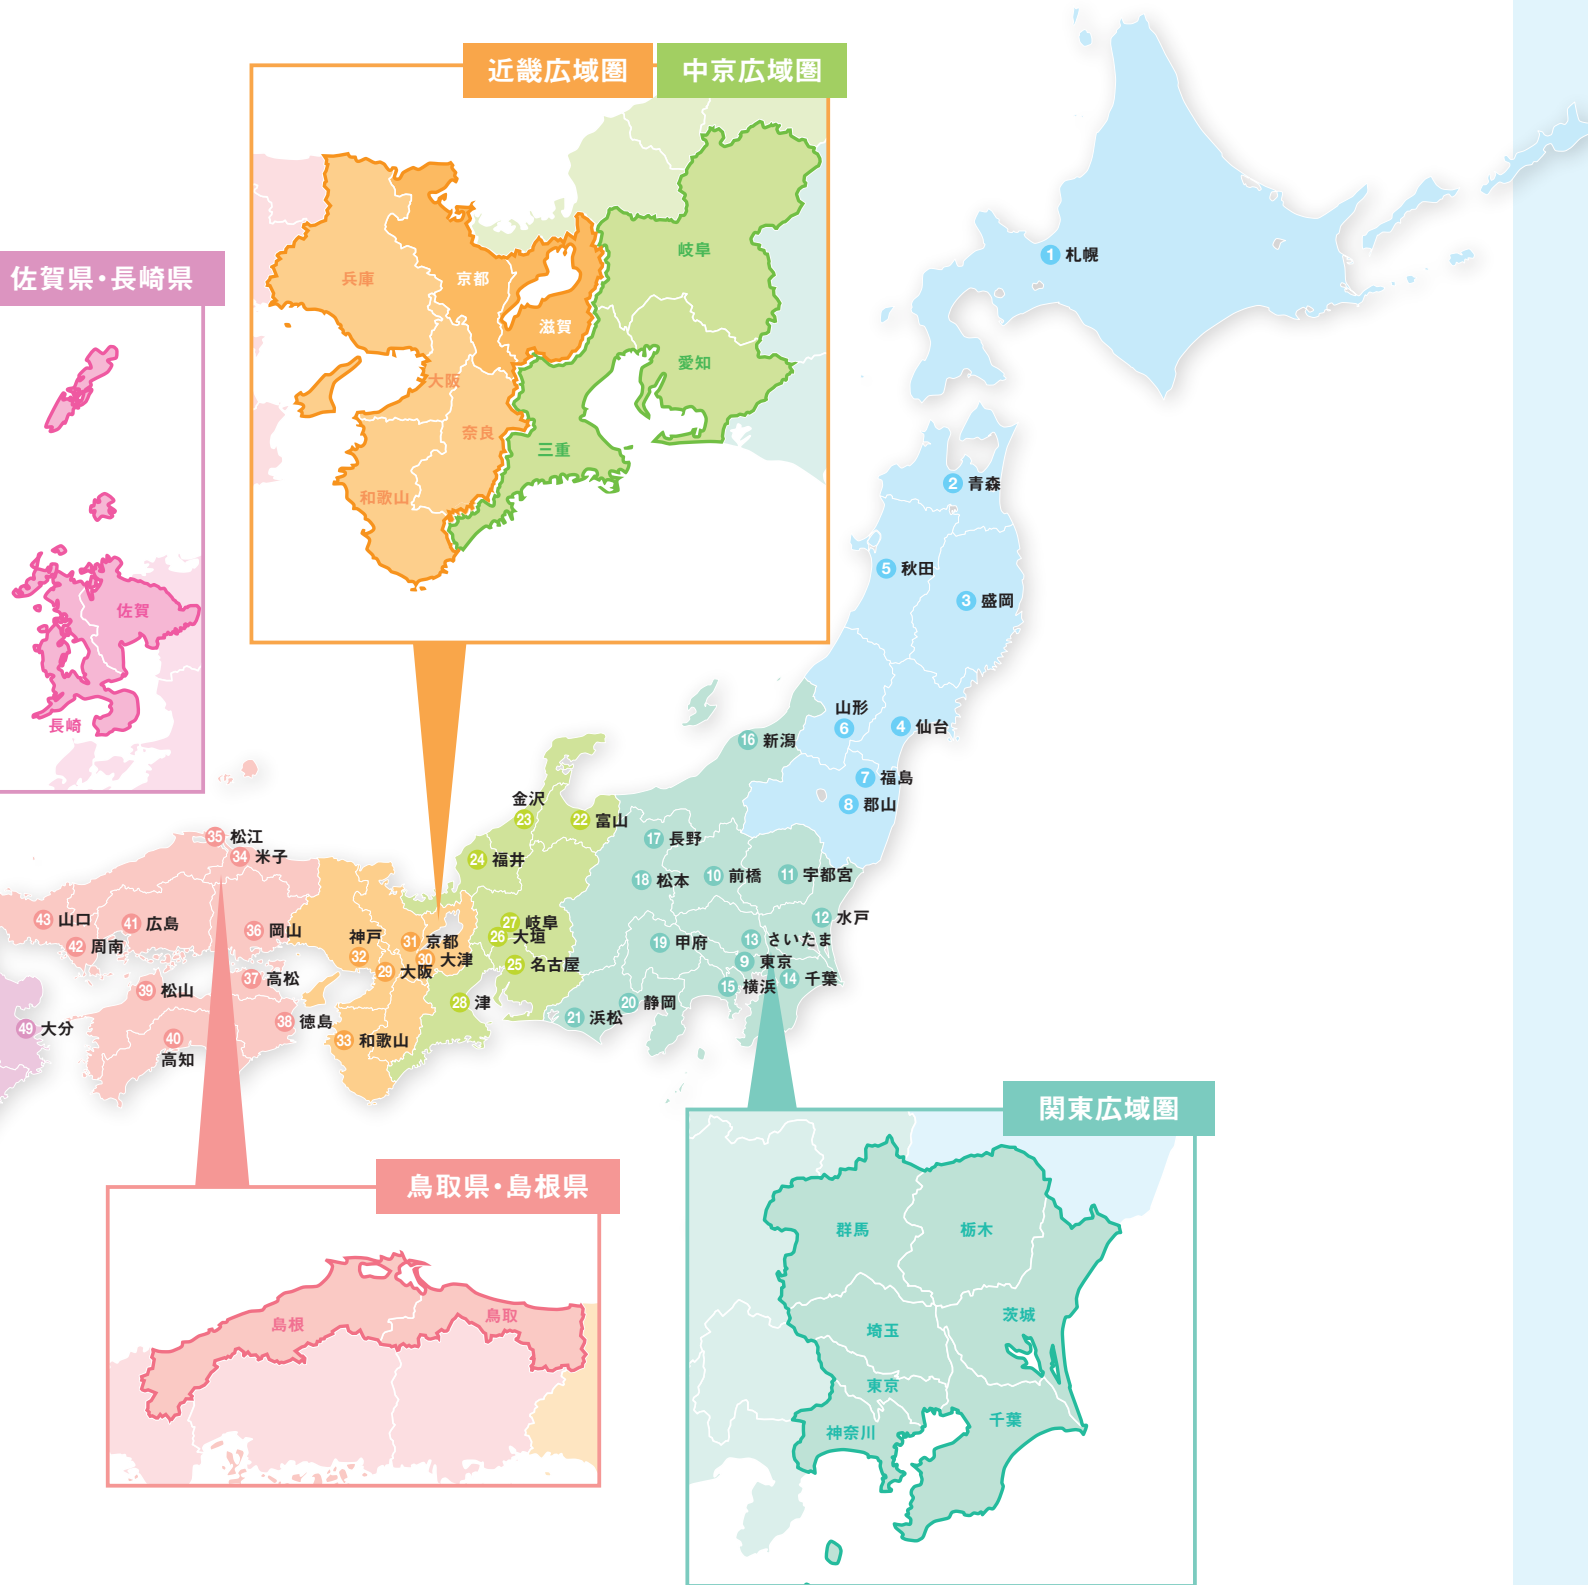 近畿広域圏
中京広域圏
兵庫
京都
滋賀
大阪
奈良
和歌山
岐阜
愛知
三重
佐賀県・長崎県
佐賀
長崎
1 札幌
2 青森
5 秋田
3 盛岡
山形
6
4 仙台
7 福島
8 郡山
16 新潟
金沢
23
22 富山
24 福井
17 長野
18 松本
10 前橋
11 宇都宮
12 水戸
13 さいたま
9 東京
14 千葉
15 横浜
19 甲府
20 静岡
21 浜松
27 岐阜
26 大垣
25 名古屋
28 津
神戸
32
31 京都
30 大津
29 大阪
33 和歌山
35 松江
34 米子
36 岡山
41 広島
43 山口
42 周南
37 高松
39 松山
38 徳島
40
高知
49 大分
鳥取県・島根県
島根
鳥取
関東広域圏
群馬
栃木
茨城
埼玉
東京
千葉
神奈川